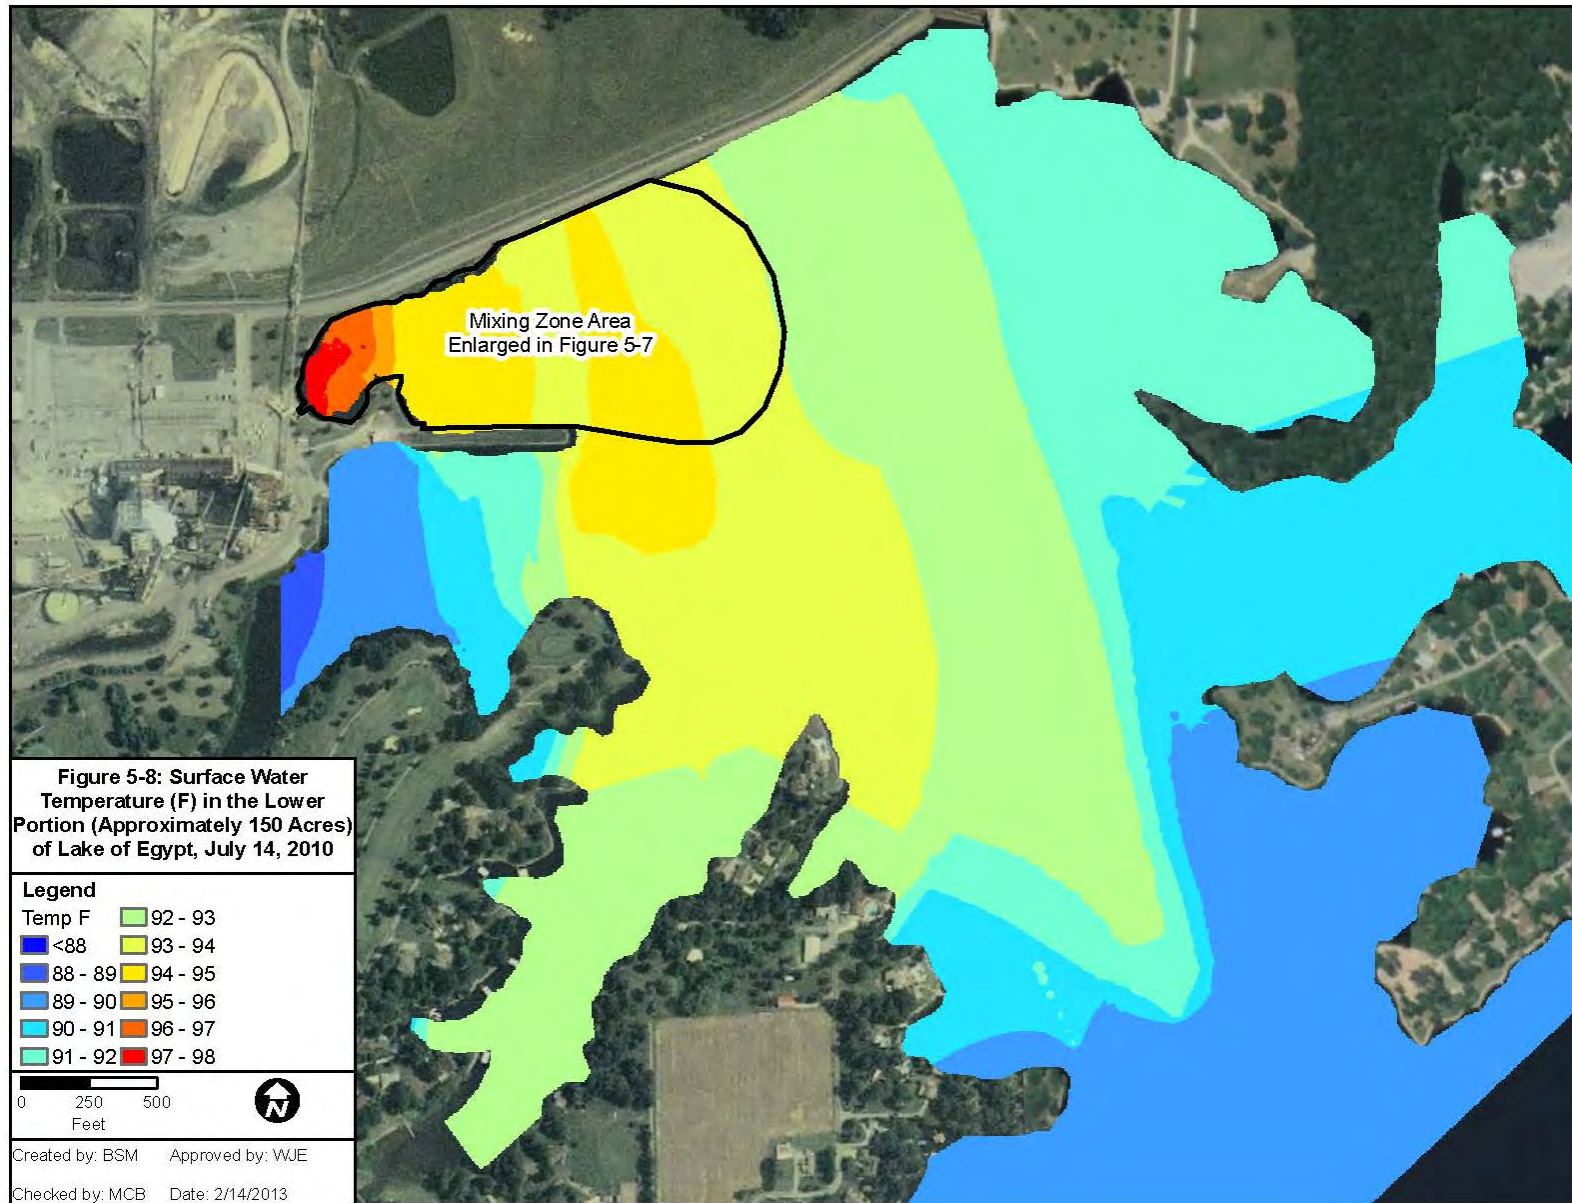 Mixing Zone Area
Enlarged in Figure 5-7
Figure 5-8: Surface Water
Temperature (F) in the Lower
Portion (Approximately 150 Acres)
of Lake of Egypt, July 14, 2010
Legend
Temp F
<88
88 - 89
89 - 90
90 - 91
91 - 92
92 - 93
93 - 94
94 - 95
95 - 96
96 - 97
97 - 98
0 250 500
Feet
N
Created by: BSM Approved by: WJE
Checked by: MCB Date: 2/14/2013